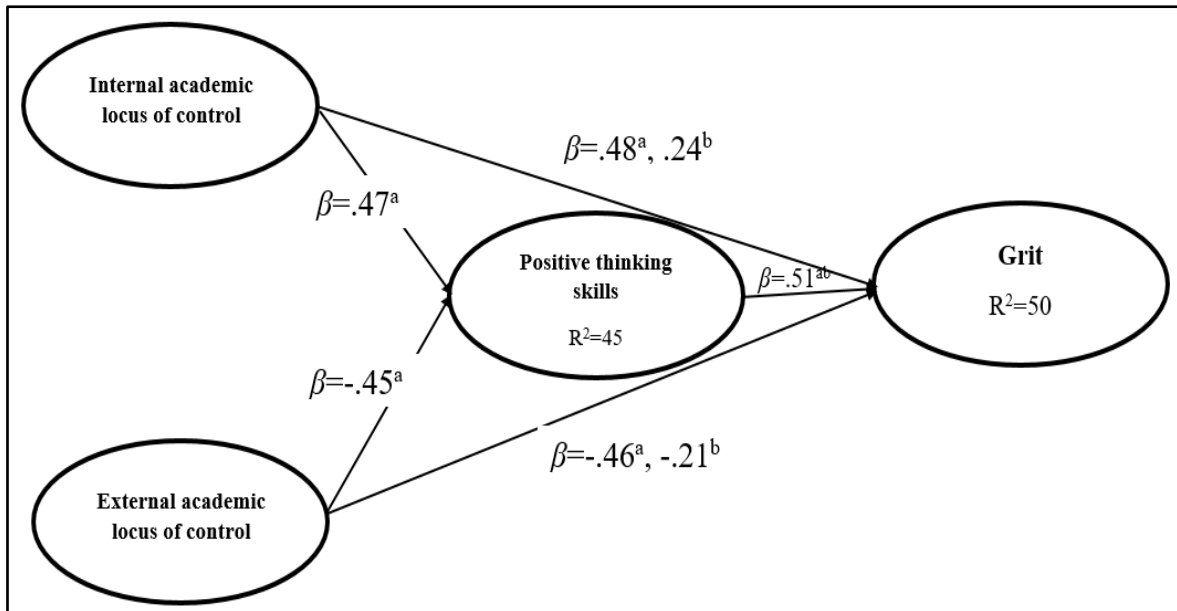 Internal academic
locus of control
β=.48ᵃ, .24ᵇ
β=.47ᵃ
Positive thinking
skills
R²=45
β=.51ᵃᵇ
Grit
R²=50
β=-.45ᵃ
β=-.46ᵃ, -.21ᵇ
External academic
locus of control